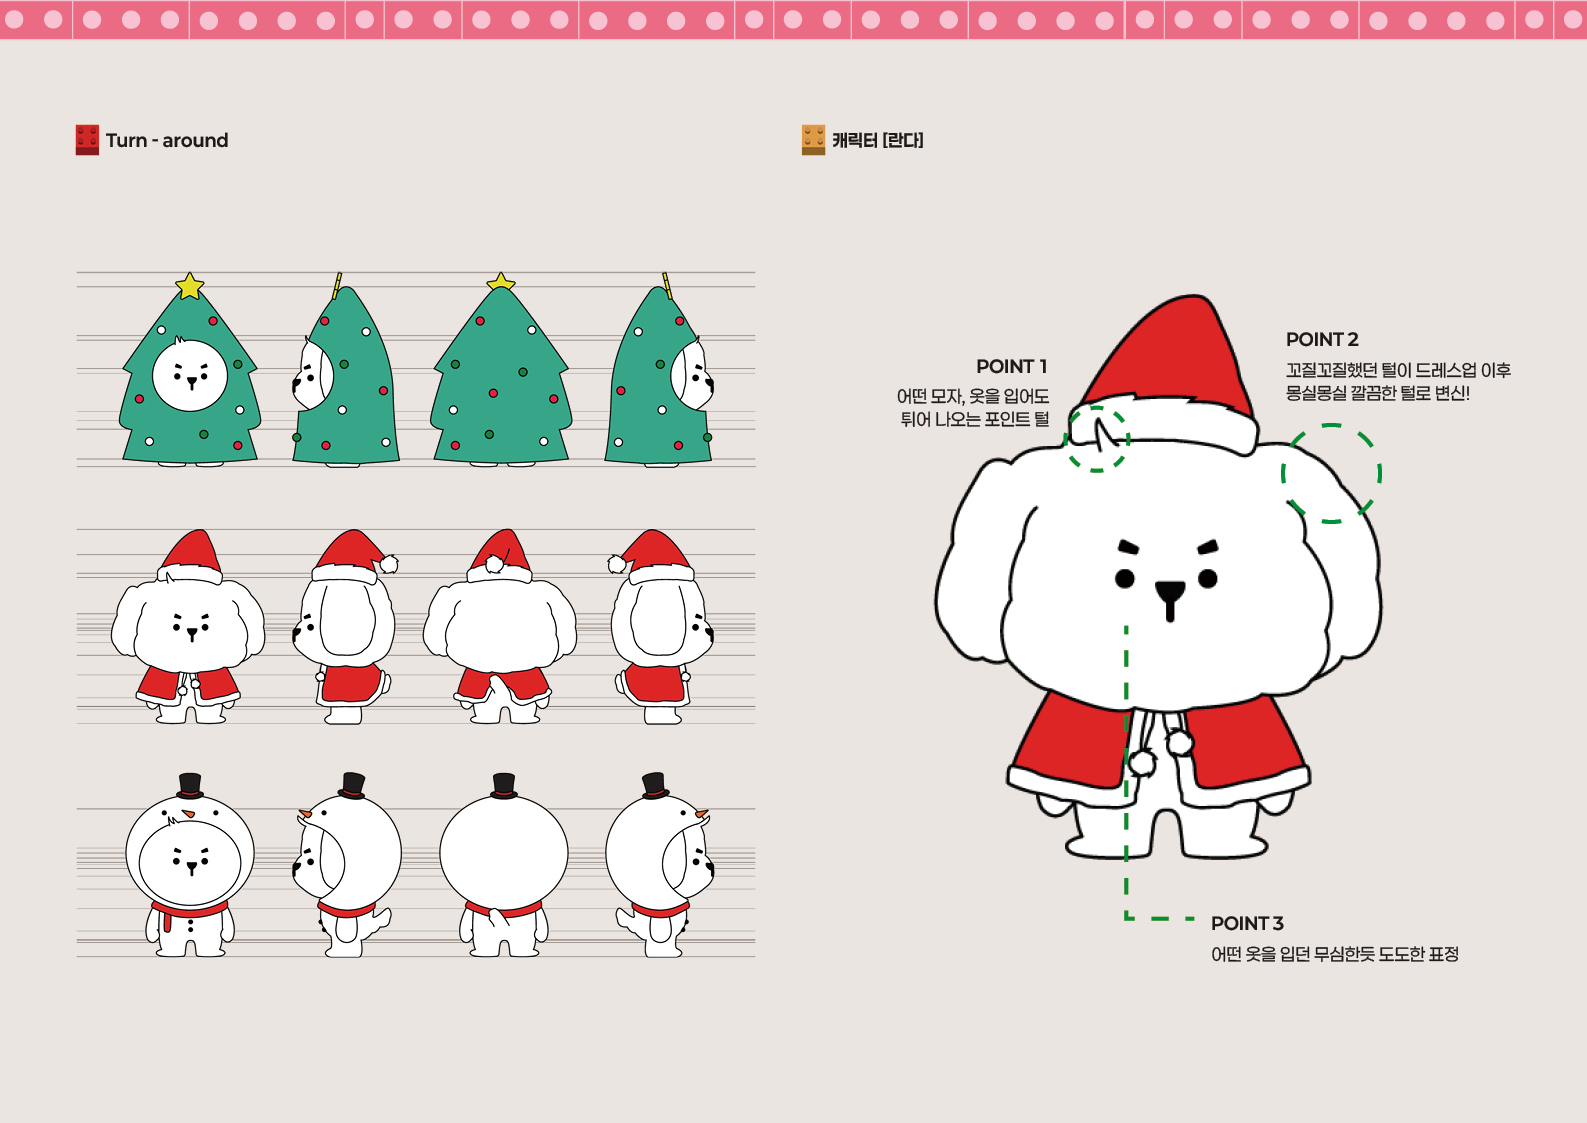 Turn - around
캐릭터 [란다]
POINT 1
어떤 모자, 옷을 입어도
튀어 나오는 포인트 털
POINT 2
꼬질꼬질했던 털이 드레스업 이후
몽실몽실 깔끔한 털로 변신!
POINT 3
어떤 옷을 입던 무심한듯 도도한 표정